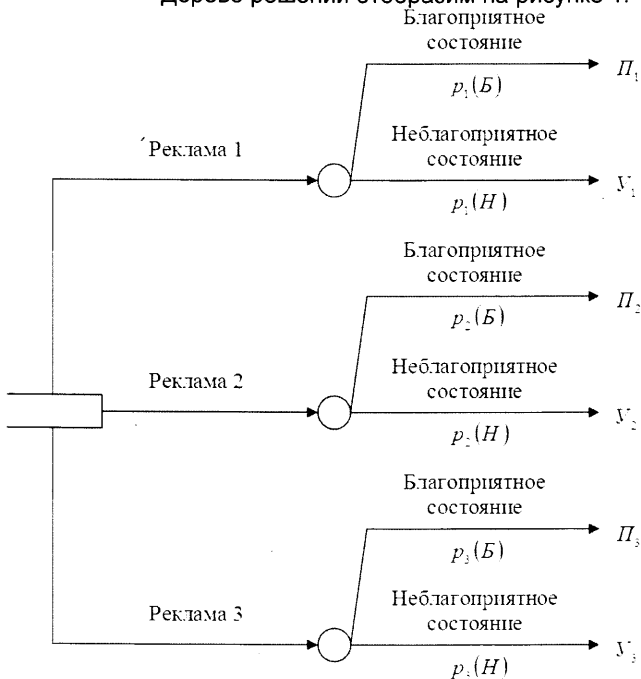 Дерево решений отобразим на рисунке 1.
Благоприятное
состояние
p₁(Б)
П₁
Реклама 1
Неблагоприятное
состояние
p₁(Н)
У₁
Благоприятное
состояние
p₂(Б)
П₂
Реклама 2
Неблагоприятное
состояние
p₂(Н)
У₂
Благоприятное
состояние
p₃(Б)
П₃
Реклама 3
Неблагоприятное
состояние
p₃(Н)
У₃